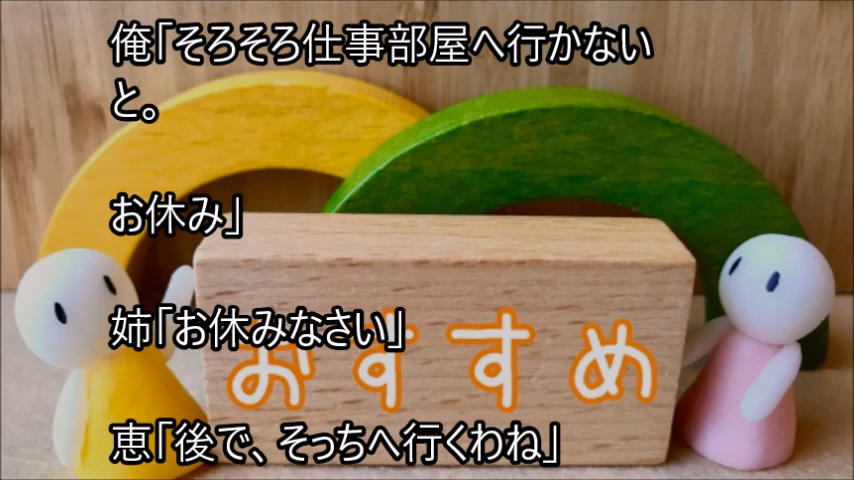 俺「そろそろ仕事部屋へ行かない
と。
お休み」
姉「お休みなさい」
おすすめ
恵「後で、そっちへ行くわね」